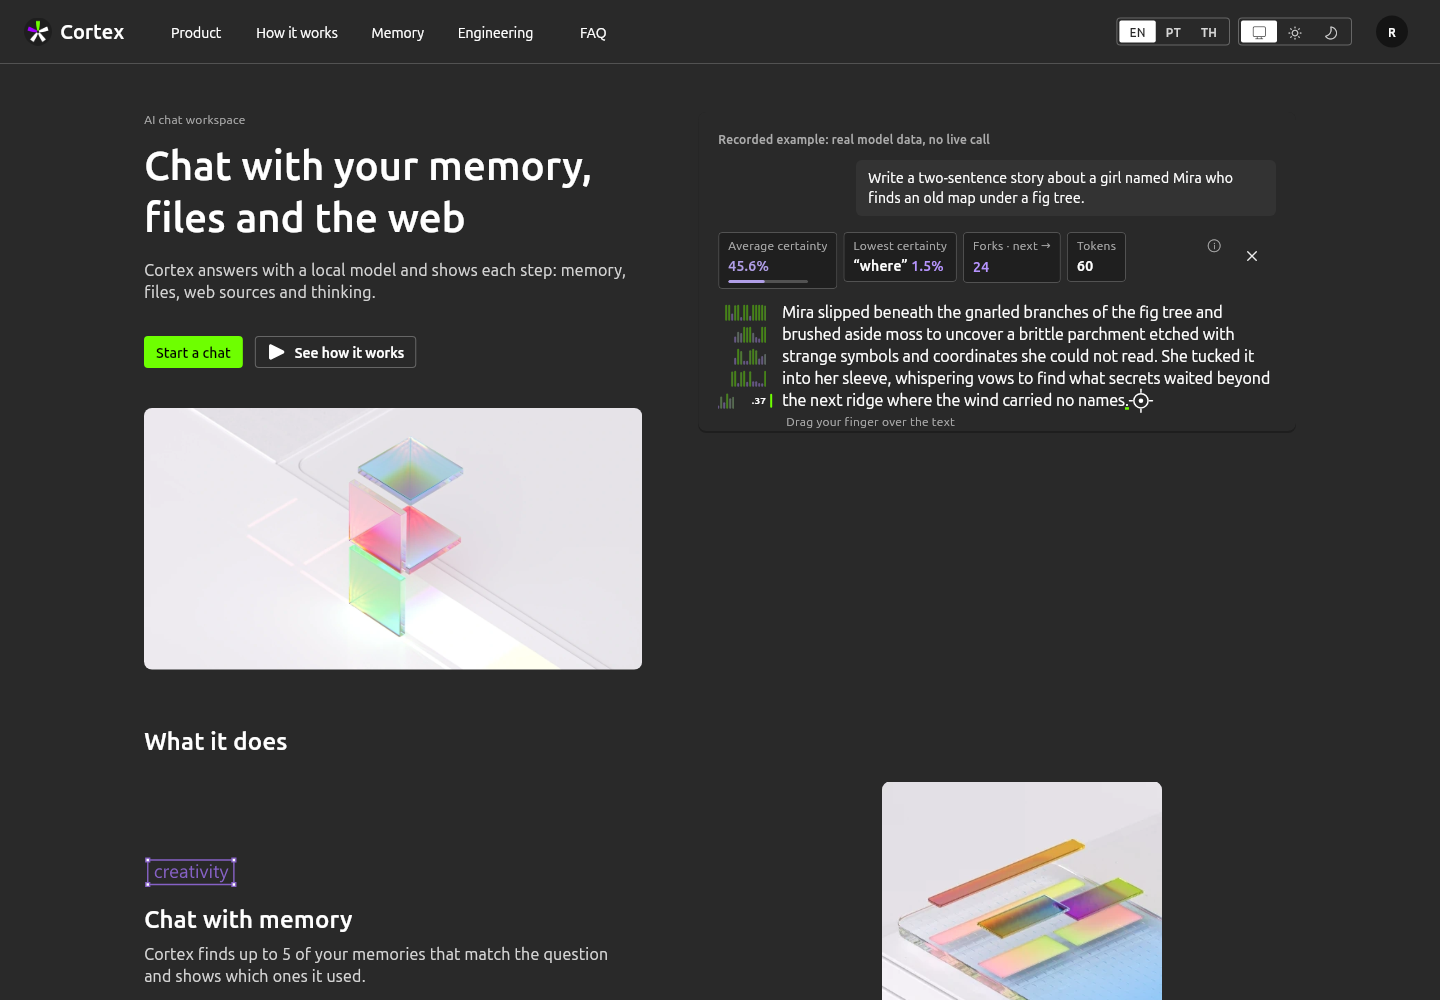 Cortex
Product
How it works
Memory
Engineering
FAQ
EN
PT
TH
R
AI chat workspace
Chat with your memory,
files and the web
Cortex answers with a local model and shows each step: memory,
files, web sources and thinking.
Start a chat
See how it works
Recorded example: real model data, no live call
Write a two-sentence story about a girl named Mira who
finds an old map under a fig tree.
Average certainty
45.6%
Lowest certainty
“where” 1.5%
Forks · next →
24
Tokens
60
Mira slipped beneath the gnarled branches of the fig tree and
brushed aside moss to uncover a brittle parchment etched with
strange symbols and coordinates she could not read. She tucked it
into her sleeve, whispering vows to find what secrets waited beyond
.37
the next ridge where the wind carried no names.
Drag your finger over the text
What it does
creativity
Chat with memory
Cortex finds up to 5 of your memories that match the question
and shows which ones it used.